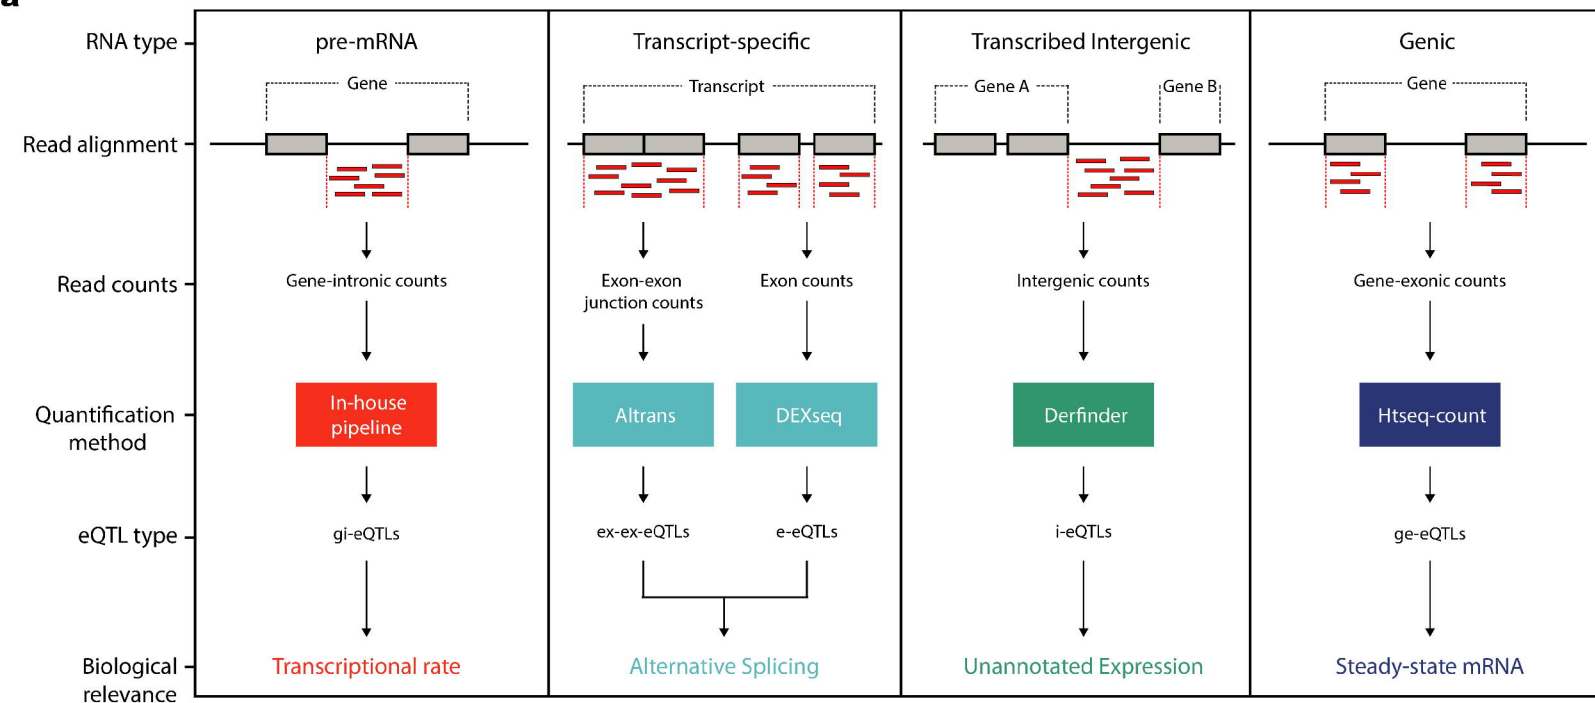 a
RNA type
pre-mRNA
Transcript-specific
Transcribed Intergenic
Genic
Gene
Transcript
Gene A
Gene B
Gene
Read alignment
Read counts
Gene-intronic counts
Exon-exon
junction counts
Exon counts
Intergenic counts
Gene-exonic counts
Quantification
method
In-house
pipeline
Altrans
DEXseq
Derfinder
Htseq-count
eQTL type
gi-eQTLs
ex-ex-eQTLs
e-eQTLs
i-eQTLs
ge-eQTLs
Biological
relevance
Transcriptional rate
Alternative Splicing
Unannotated Expression
Steady-state mRNA